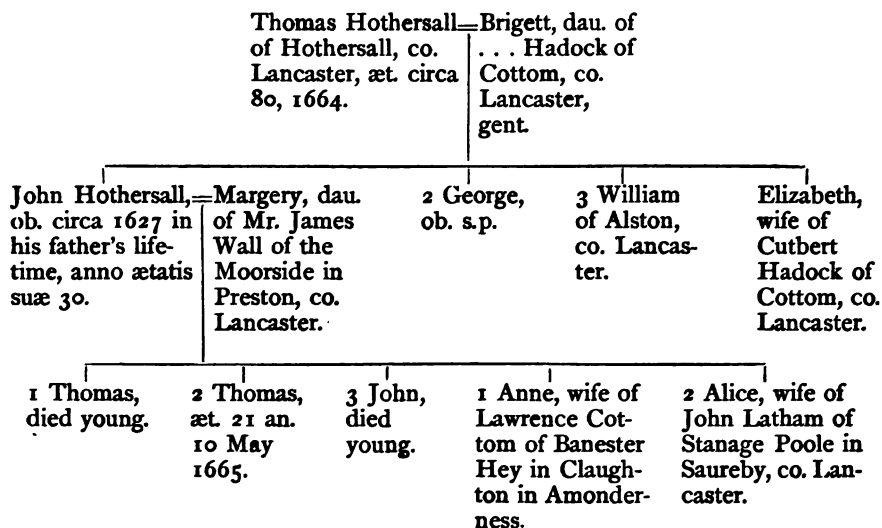 Thomas Hothersall=Brigett, dau. of
of Hothersall, co.
Lancaster, æt. circa
80, 1664.
. . . Hadock of
Cottom, co.
Lancaster,
gent.
John Hothersall,=Margery, dau.
ob. circa 1627 in
his father's life-
time, anno ætatis
suæ 30.
of Mr. James
Wall of the
Moorside in
Preston, co.
Lancaster.
2 George,
ob. s.p.
3 William
of Alston,
co. Lancas-
ter.
Elizabeth,
wife of
Cutbert
Hadock of
Cottom, co.
Lancaster.
1 Thomas,
died young.
2 Thomas,
æt. 21 an.
10 May
1665.
3 John,
died
young.
1 Anne, wife of
Lawrence Cot-
tom of Banester
Hey in Claugh-
ton in Amonder-
ness.
2 Alice, wife of
John Latham of
Stanage Poole in
Saureby, co. Lan-
caster.